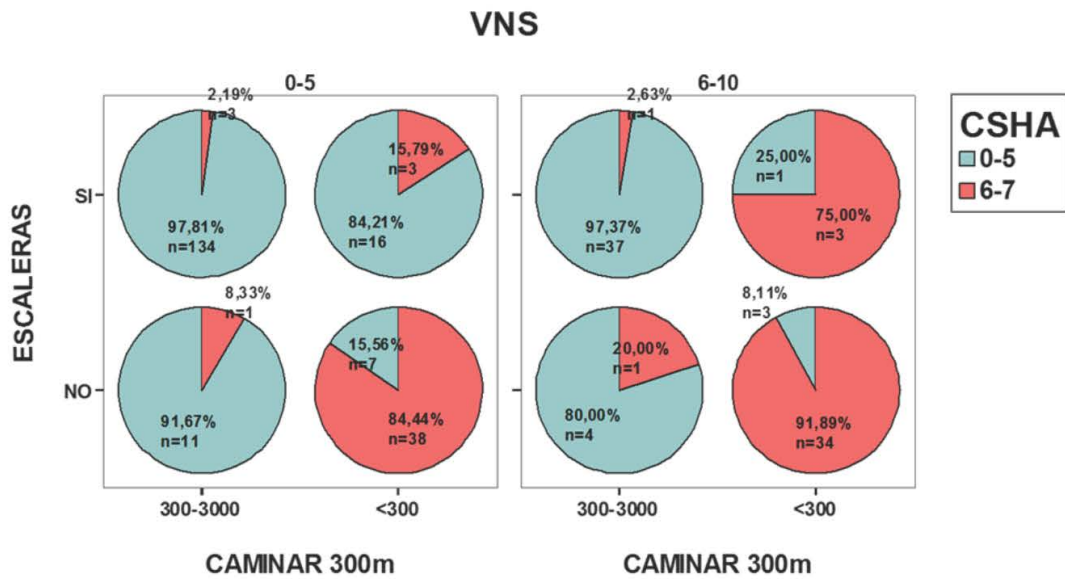 VNS
0-5
6-10
CSHA
0-5
6-7
ESCALERAS
SI
2,19%
n=3
97,81%
n=134
15,79%
n=3
84,21%
n=16
2,63%
n=1
97,37%
n=37
25,00%
n=1
75,00%
n=3
NO
8,33%
n=1
91,67%
n=11
15,56%
n=7
84,44%
n=38
20,00%
n=1
80,00%
n=4
8,11%
n=3
91,89%
n=34
300-3000
<300
300-3000
<300
CAMINAR 300m
CAMINAR 300m